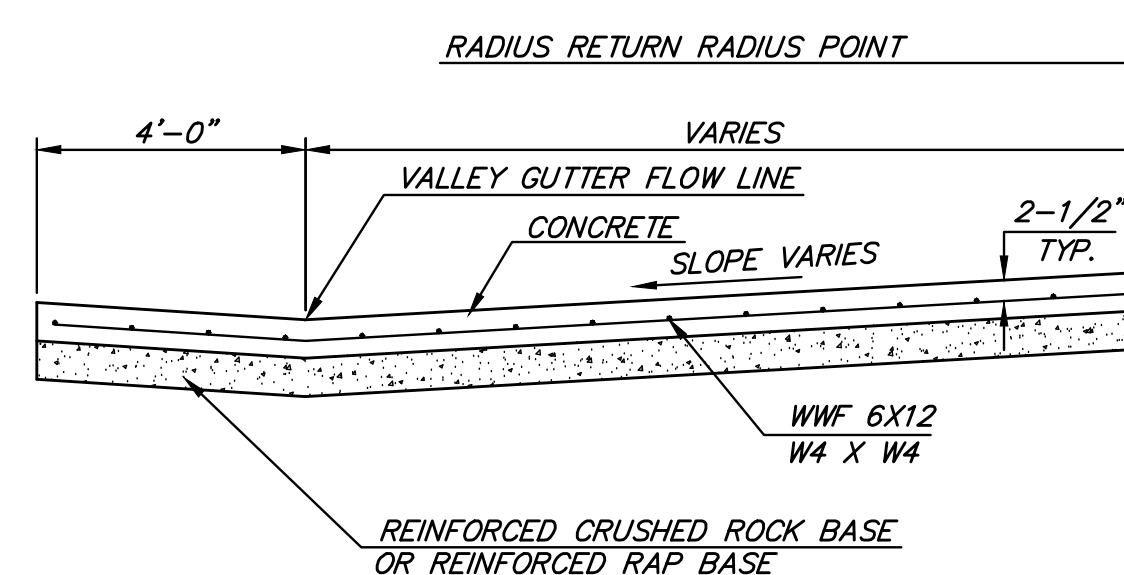 RADIUS RETURN RADIUS POINT
4'-0"
VARIES
VALLEY GUTTER FLOW LINE
2-1/2"
TYP.
CONCRETE
SLOPE VARIES
WWF 6X12
W4 X W4
REINFORCED CRUSHED ROCK BASE
OR REINFORCED RAP BASE